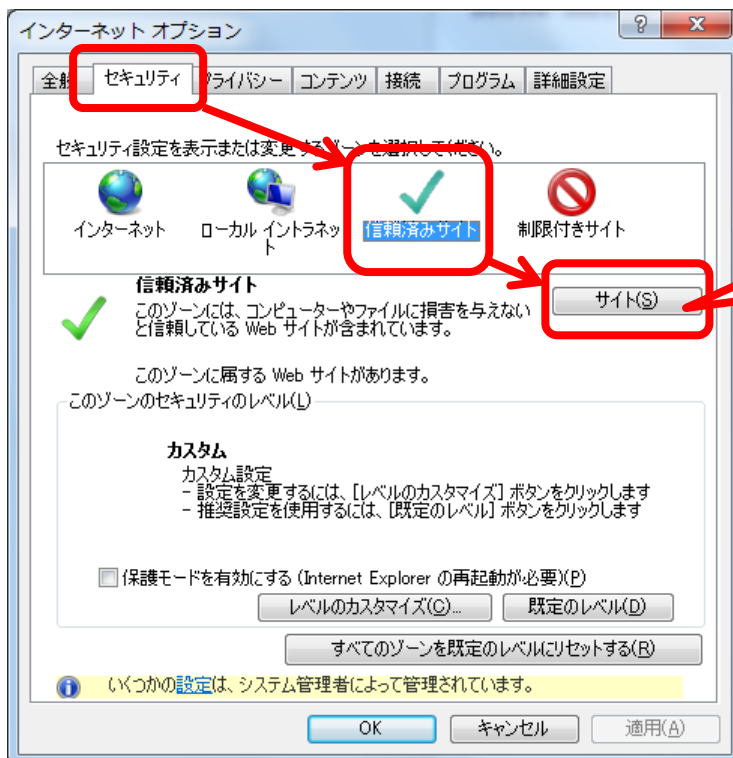 インターネット オプション
全般 セキュリティ プライバシー コンテンツ 接続 プログラム 詳細設定
セキュリティ設定を表示または変更するゾーンを選択してください。
インターネット ローカル イントラネット 信頼済みサイト 制限付きサイト
信頼済みサイト
このゾーンには、コンピューターやファイルに損害を与えない
と信頼している Web サイトが含まれています。
サイト(S)
このゾーンに属する Web サイトがあります。
このゾーンのセキュリティのレベル(L)
カスタム
カスタム設定
- 設定を変更するには、[レベルのカスタマイズ] ボタンをクリックします
- 推奨設定を使用するには、[既定のレベル] ボタンをクリックします
保護モードを有効にする (Internet Explorer の再起動が必要)(P)
レベルのカスタマイズ(C)... 既定のレベル(D)
すべてのゾーンを既定のレベルにリセットする(R)
いくつかの設定は、システム管理者によって管理されています。
OK キャンセル 適用(A)